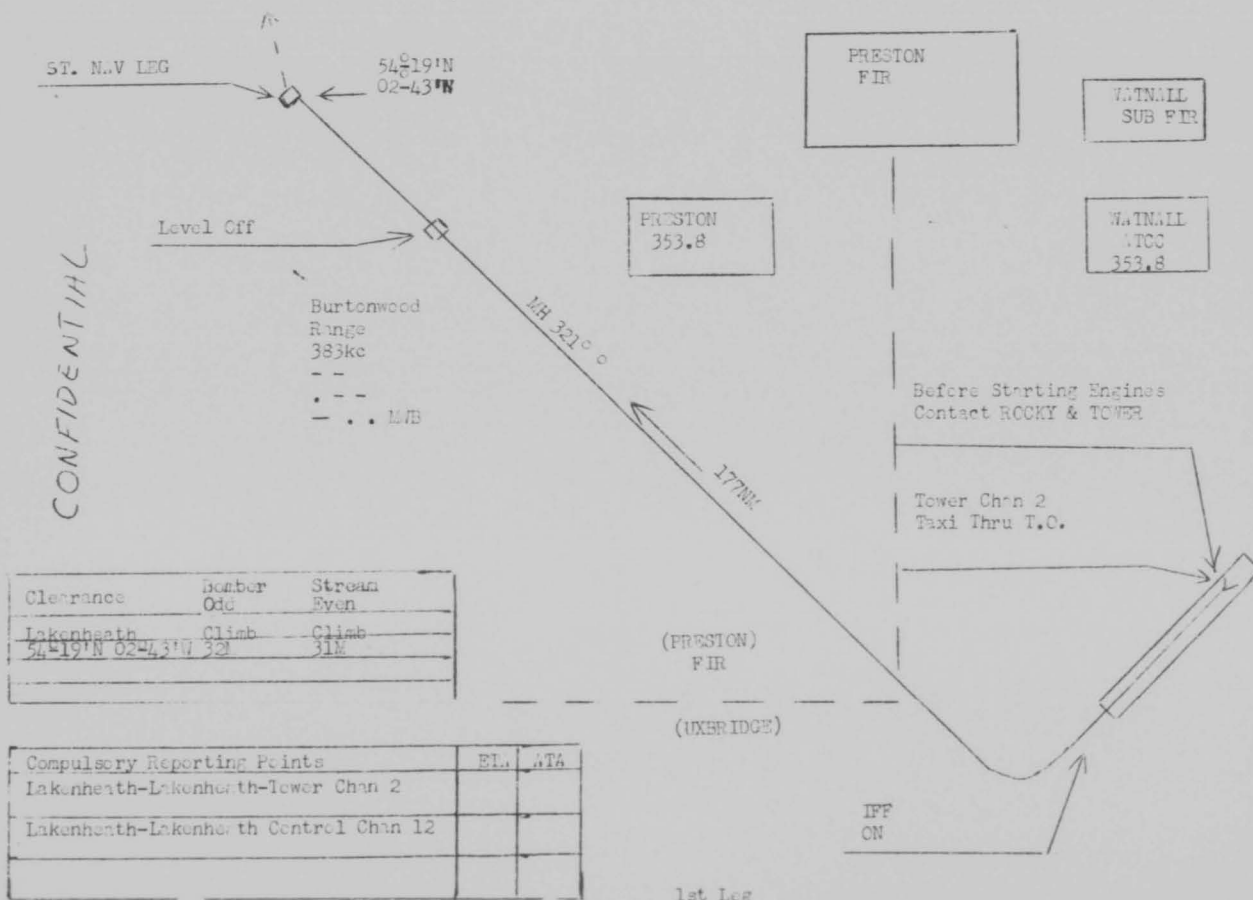 ST. NAV LEG
54°19'N
02-43'W
PRESTON
FIR
WATNALL
SUB FIR
Level Off
PRESTON
353.8
WATNALL
ATCC
353.8
CONFIDENTIAL
Burtonwood
Range
383kc
- -
. - -
- . . MWB
MH 321°
177NM
Before Starting Engines
Contact ROCKY & TOWER
Tower Chan 2
Taxi Thru T.O.
Clearance Bomber Stream
Odd Even
Lakenheath Climb Climb
54-19'N 02-43'W 32M 31M
(PRESTON)
FIR
(UXBRIDGE)
Compulsory Reporting Points ATA
Lakenheath-Lakenheath-Tower Chan 2
Lakenheath-Lakenheath Control Chan 12
IFF
ON
1st Leg